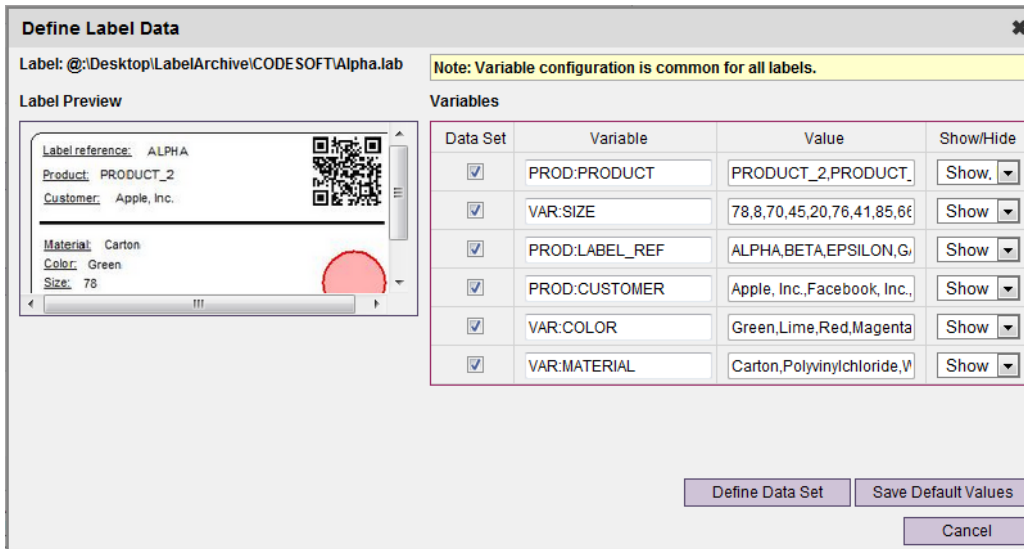 Define Label Data
Label: @:\Desktop\LabelArchive\CODESOFT\Alpha.lab
Note: Variable configuration is common for all labels.
Label Preview
Label reference: ALPHA
Product: PRODUCT_2
Customer: Apple, Inc.
Material: Carton
Color: Green
Size: 78
Variables
Data Set Variable Value Show/Hide
PROD:PRODUCT PRODUCT_2,PRODUCT_ Show,
VAR:SIZE 78,8,70,45,20,76,41,85,66 Show
PROD:LABEL_REF ALPHA,BETA,EPSILON,GA Show
PROD:CUSTOMER Apple, Inc.,Facebook, Inc., Show
VAR:COLOR Green,Lime,Red,Magenta Show
VAR:MATERIAL Carton,Polyvinylchloride,W Show
Define Data Set Save Default Values
Cancel